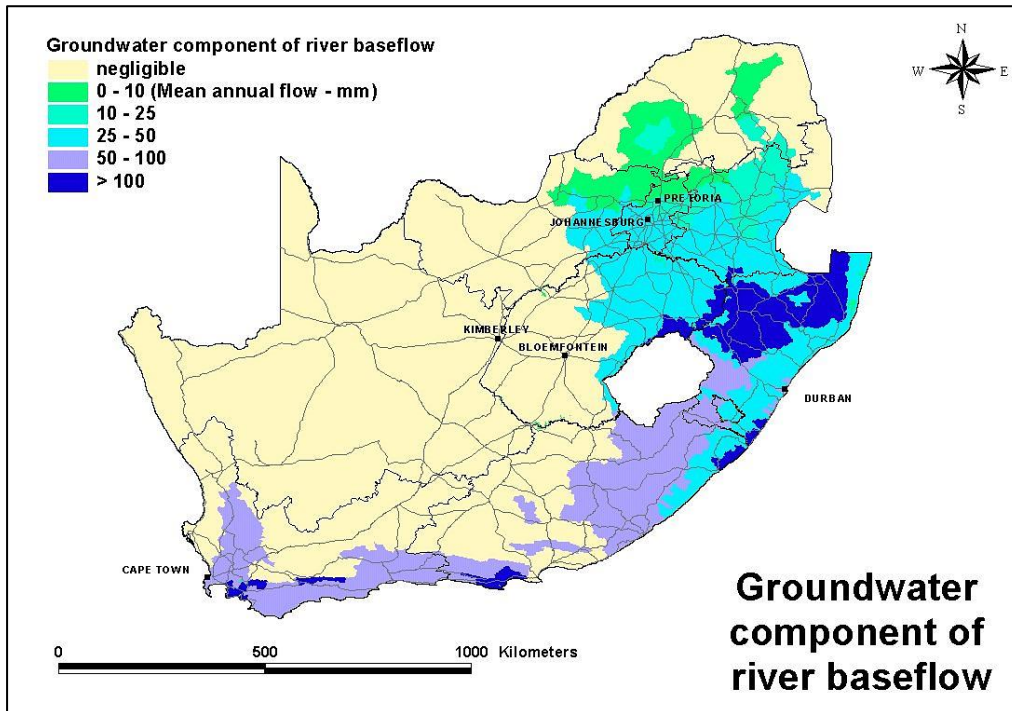 Groundwater component of river baseflow
negligible
0 - 10 (Mean annual flow - mm)
10 - 25
25 - 50
50 - 100
> 100
N
W E
S
PRETORIA
JOHANNESBURG
KIMBERLEY
BLOEMFONTEIN
DURBAN
CAPE TOWN
0 500 1000 Kilometers
Groundwater
component of
river baseflow